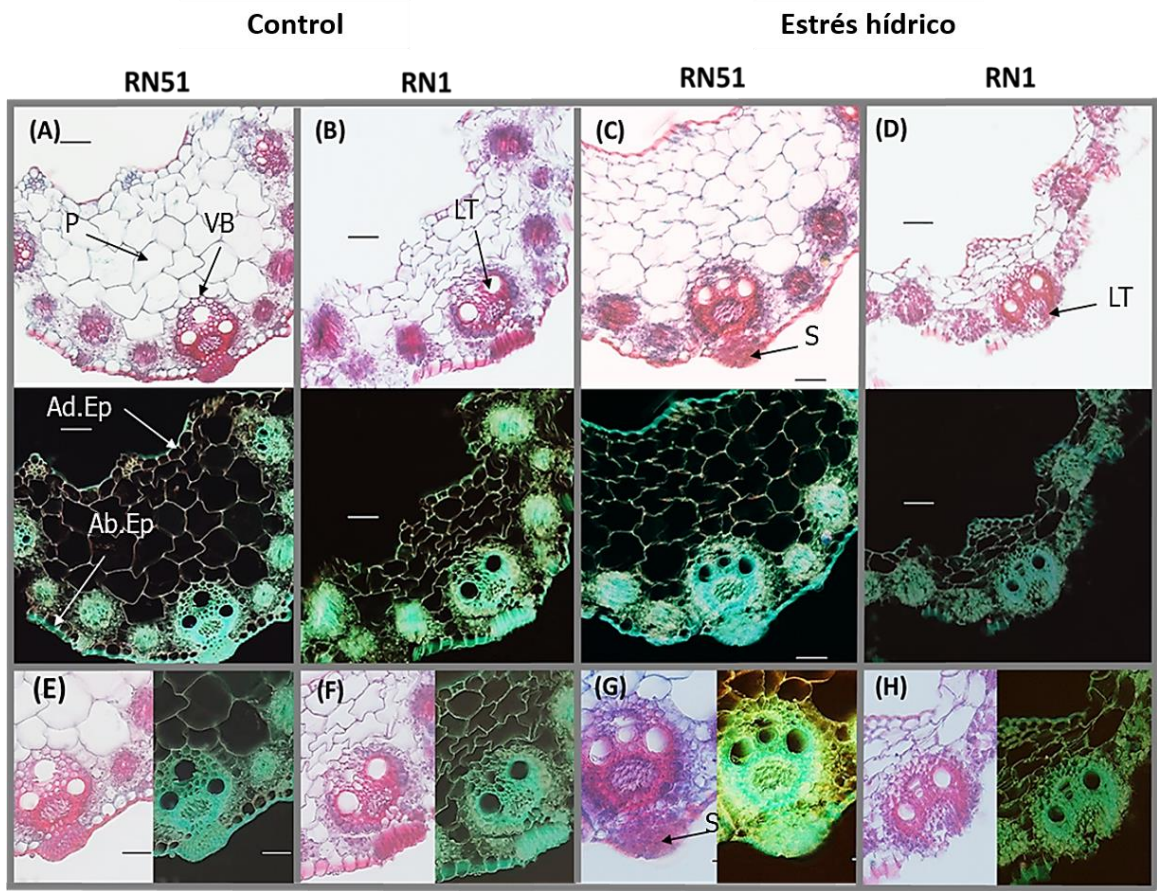 Control Estrés hídrico
RN51 RN1 RN51 RN1
(A) (B) (C) (D)
P VB LT S LT
Ad.Ep
Ab.Ep
(E) (F) (G) (H)
S